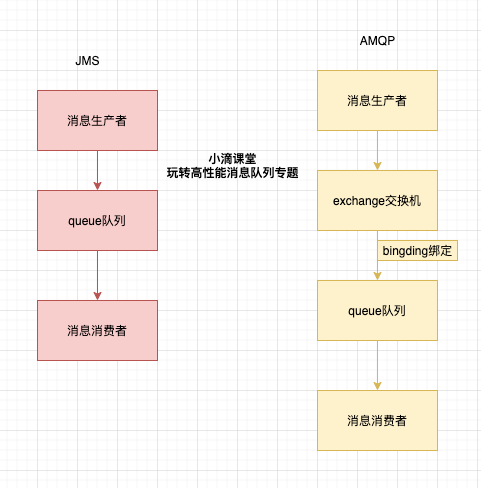 JMS
消息生产者
queue队列
消息消费者
小滴课堂
玩转高性能消息队列专题
AMQP
消息生产者
exchange交换机
bingding绑定
queue队列
消息消费者